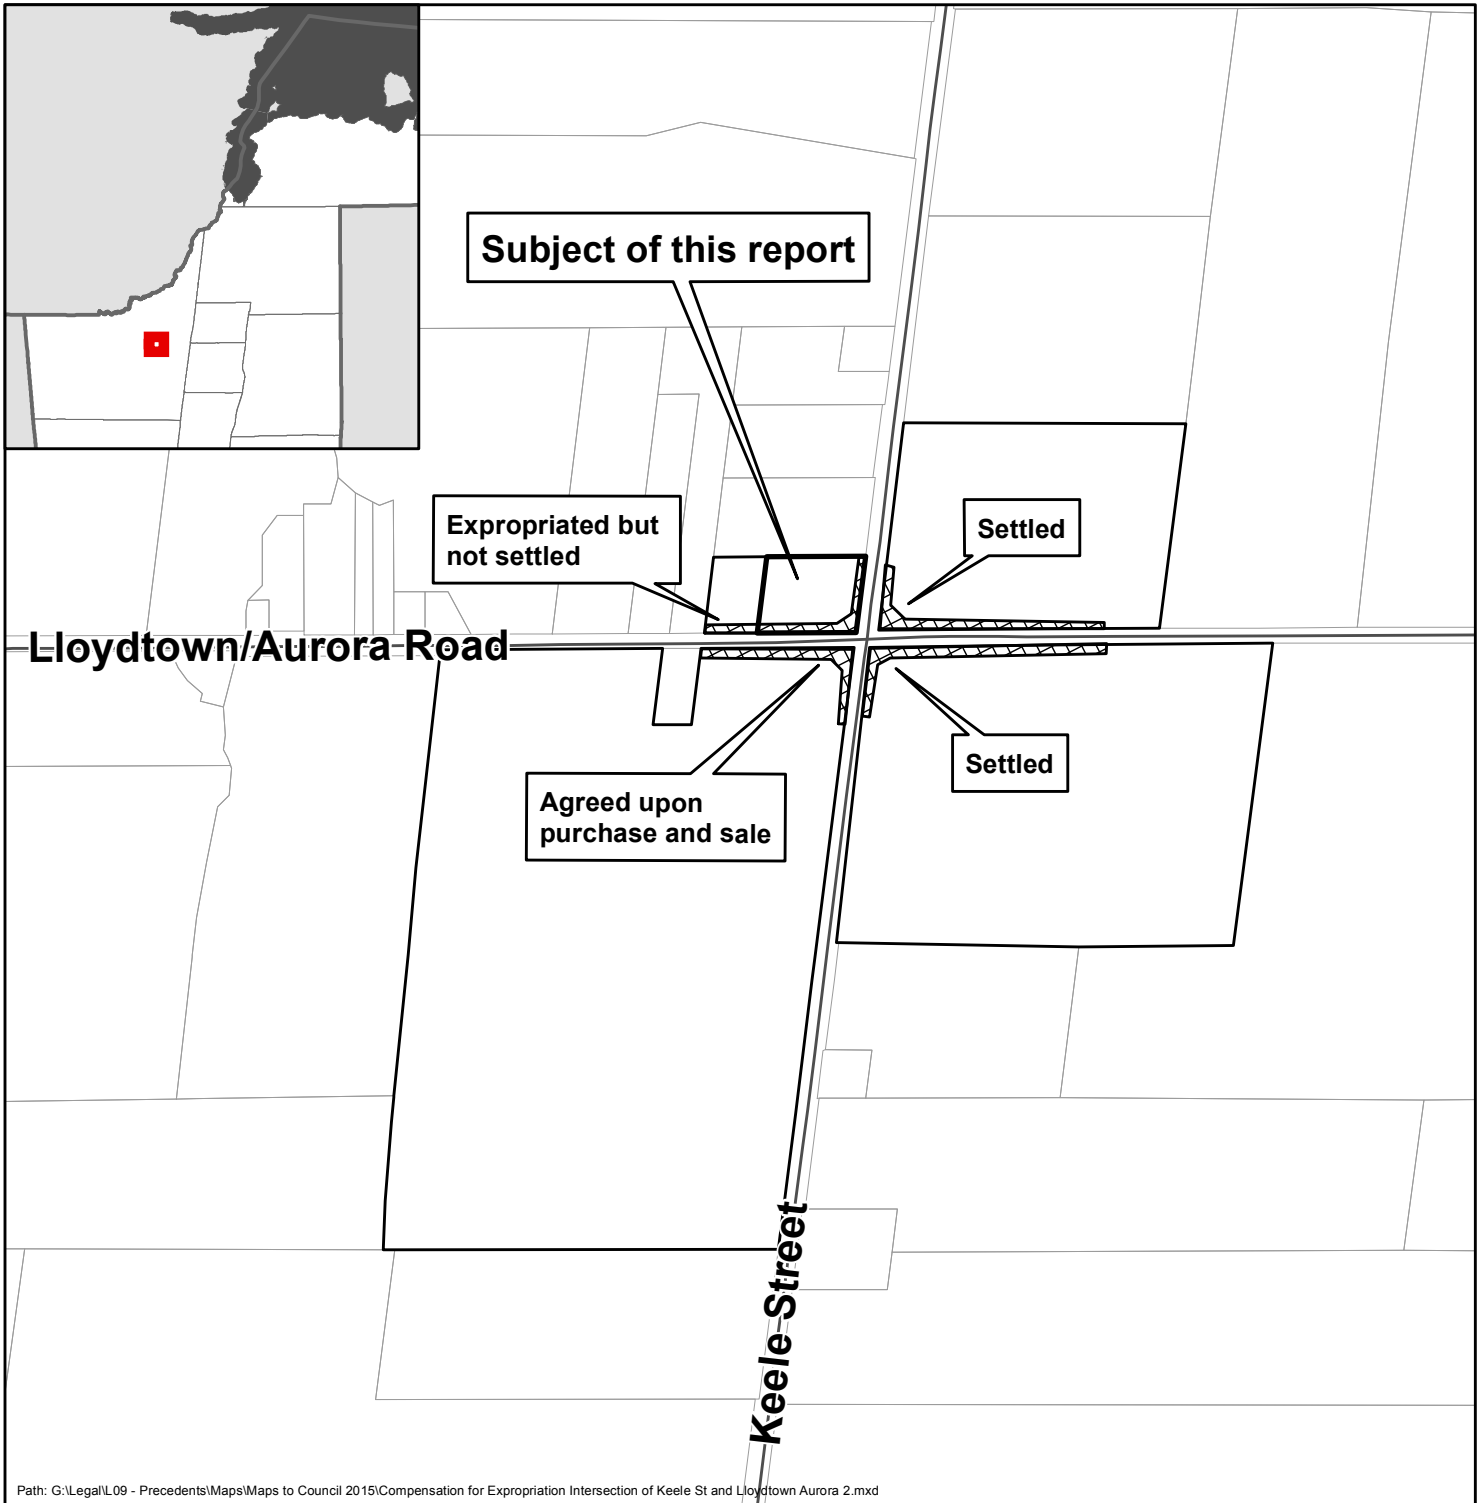 Subject of this report
Expropriated but
not settled
Settled
Lloydtown/Aurora Road
Settled
Agreed upon
purchase and sale
Keele Street
Path: G:\Legal\L09 - Precedents\Maps\Maps to Council 2015\Compensation for Expropriation Intersection of Keele St and Lloydtown Aurora 2.mxd